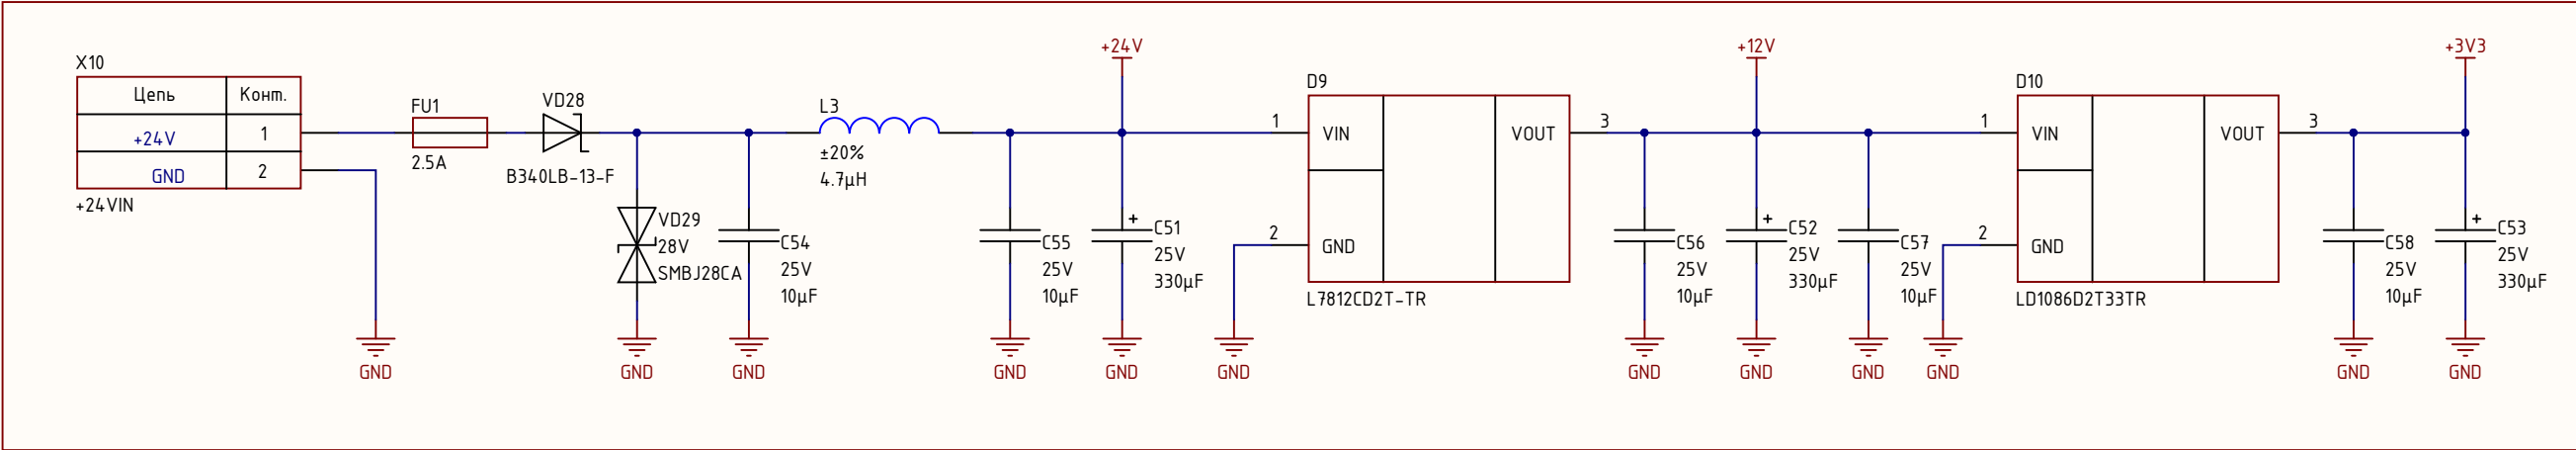 X10
Цепь Конт.
+24V 1
GND 2
+24VIN
GND
FU1
2.5A
VD28
B340LB-13-F
VD29
28V
SMBJ28CA
GND
C54
25V
10µF
GND
L3
±20%
4.7µH
C55
25V
10µF
GND
+24V
C51
25V
330µF
GND
D9
1 VIN VOUT 3
2 GND
L7812CD2T-TR
GND
C56
25V
10µF
GND
+12V
C52
25V
330µF
GND
C57
25V
10µF
GND
D10
1 VIN VOUT 3
2 GND
LD1086D2T33TR
GND
C58
25V
10µF
GND
+3V3
C53
25V
330µF
GND